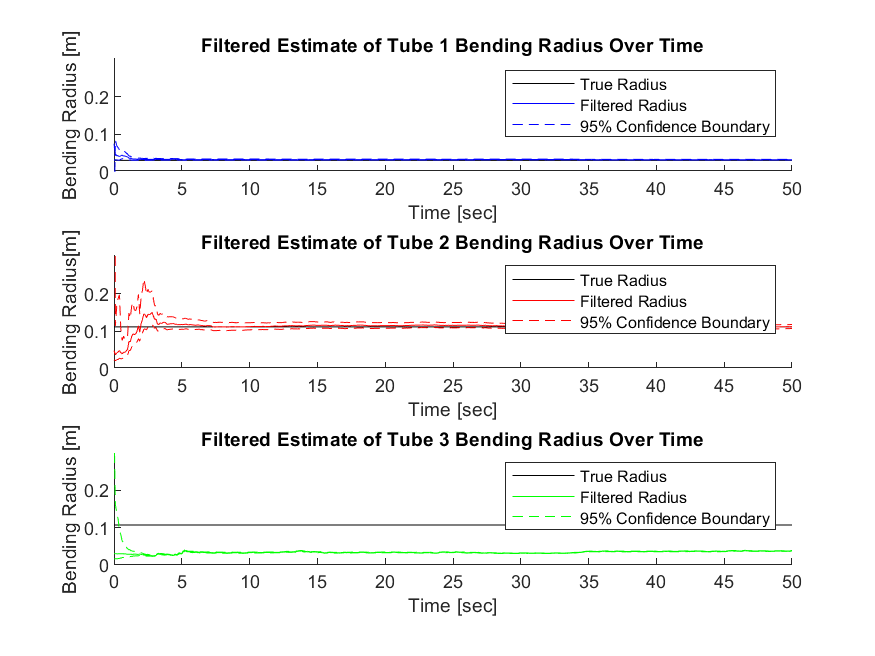 Filtered Estimate of Tube 1 Bending Radius Over Time
Bending Radius [m]
0.2
0.1
0
True Radius
Filtered Radius
95% Confidence Boundary
0 5 10 15 20 25 30 35 40 45 50
Time [sec]
Filtered Estimate of Tube 2 Bending Radius Over Time
Bending Radius[m]
0.2
0.1
0
True Radius
Filtered Radius
95% Confidence Boundary
0 5 10 15 20 25 30 35 40 45 50
Time [sec]
Filtered Estimate of Tube 3 Bending Radius Over Time
Bending Radius [m]
0.2
0.1
0
True Radius
Filtered Radius
95% Confidence Boundary
0 5 10 15 20 25 30 35 40 45 50
Time [sec]